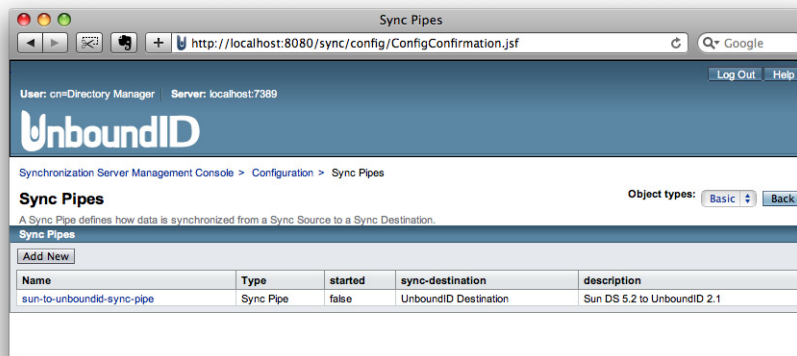 Sync Pipes
http://localhost:8080/sync/config/ConfigConfirmation.jsf
Google
Log Out Help
User: cn=Directory Manager Server: localhost:7389
UnboundID
Synchronization Server Management Console > Configuration > Sync Pipes
Sync Pipes
Object types: Basic Back
A Sync Pipe defines how data is synchronized from a Sync Source to a Sync Destination.
Sync Pipes
Add New
Name Type started sync-destination description
sun-to-unboundid-sync-pipe Sync Pipe false UnboundID Destination Sun DS 5.2 to UnboundID 2.1